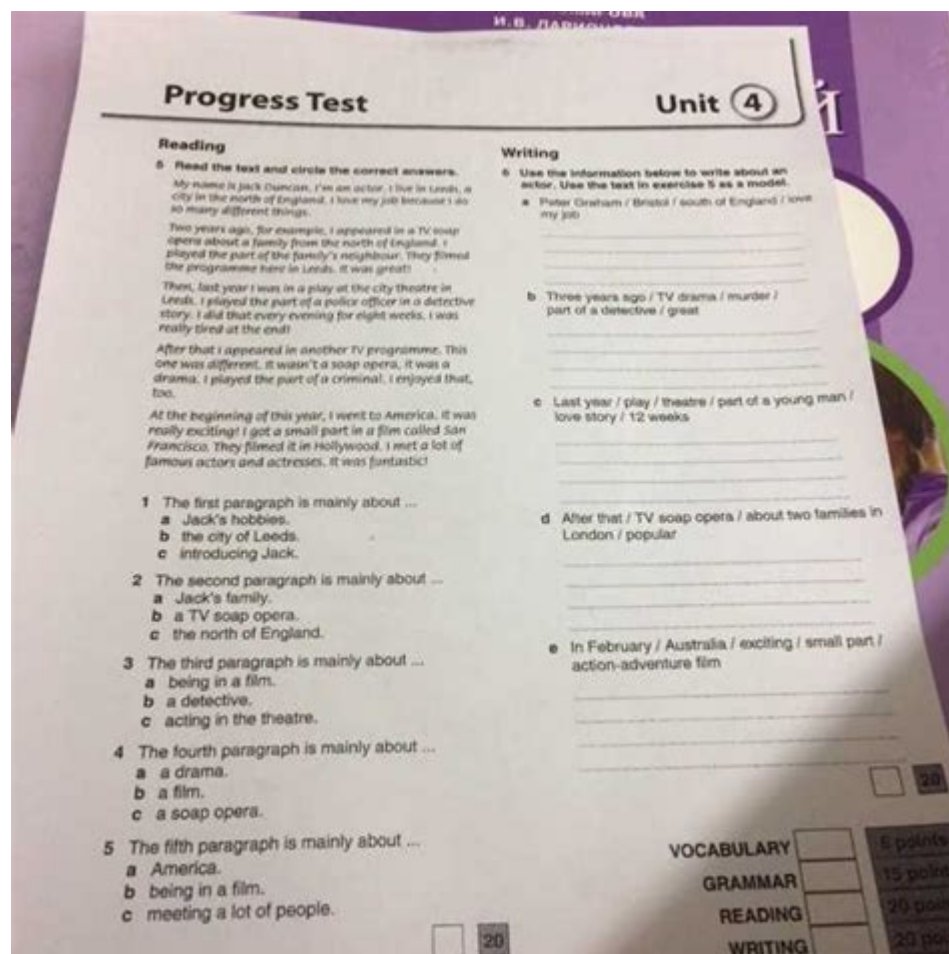 И.В. ЛАРИОНОВА
Й
Progress Test
Unit 4
Reading
5 Read the text and circle the correct answers.
My name is Jack Duncan. I'm an actor. I live in Leeds, a
city in the north of England. I love my job because I do
so many different things.
Two years ago, for example, I appeared in a TV soap
opera about a family from the north of England. I
played the part of the family's neighbour. They filmed
the programme here in Leeds. It was great!
Then, last year I was in a play at the city theatre in
Leeds. I played the part of a police officer in a detective
story. I did that every evening for eight weeks. I was
really tired at the end!
After that I appeared in another TV programme. This
one was different. It wasn't a soap opera, it was a
drama. I played the part of a criminal. I enjoyed that,
too.
At the beginning of this year, I went to America. It was
really exciting! I got a small part in a film called San
Francisco. They filmed it in Hollywood. I met a lot of
famous actors and actresses. It was fantastic!
1 The first paragraph is mainly about ...
a Jack's hobbies.
b the city of Leeds.
c introducing Jack.
2 The second paragraph is mainly about ...
a Jack's family.
b a TV soap opera.
c the north of England.
3 The third paragraph is mainly about ...
a being in a film.
b a detective.
c acting in the theatre.
4 The fourth paragraph is mainly about ...
a a drama.
b a film.
c a soap opera.
5 The fifth paragraph is mainly about ...
a America.
b being in a film.
c meeting a lot of people.
20
Writing
6 Use the information below to write about an
actor. Use the text in exercise 5 as a model.
a Peter Graham / Bristol / south of England / love
my job
b Three years ago / TV drama / murder /
part of a detective / great
c Last year / play / theatre / part of a young man /
love story / 12 weeks
d After that / TV soap opera / about two families in
London / popular
e In February / Australia / exciting / small part /
action-adventure film
20
VOCABULARY 5 points
GRAMMAR 15 poin
READING 20 poin
WRITING 20 poi